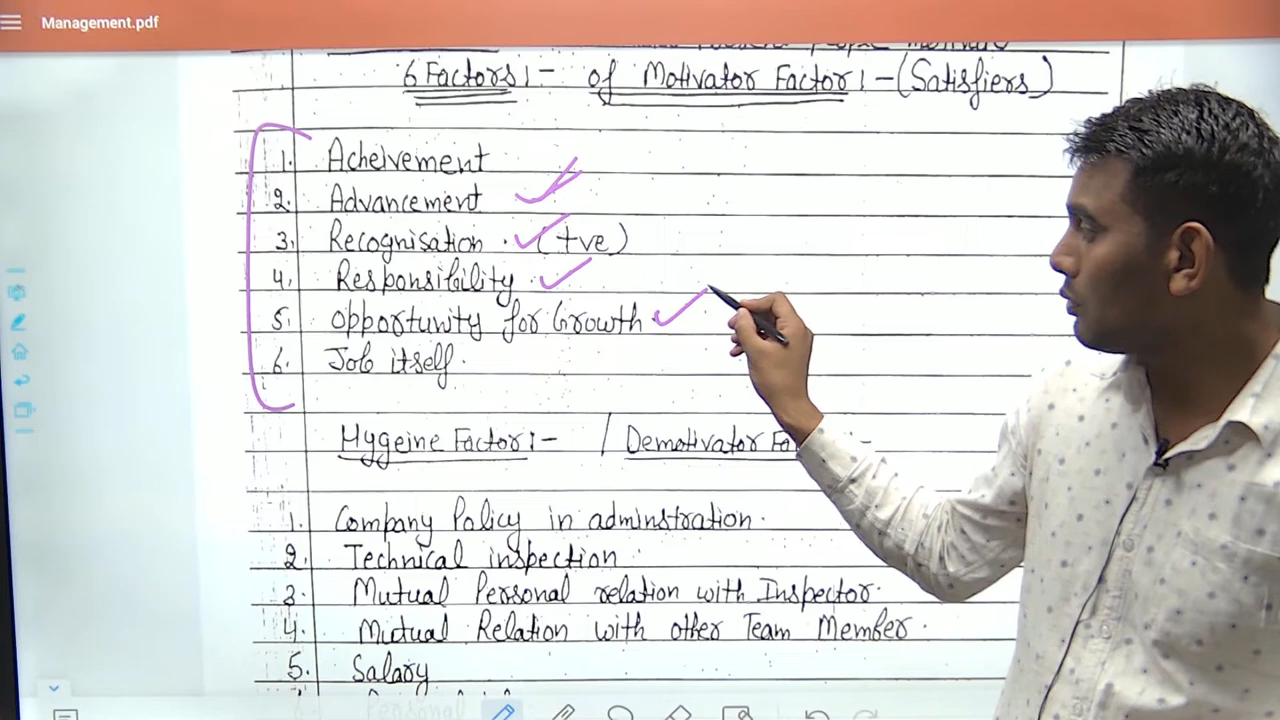 Management.pdf
6 Factors :- of Motivator Factor :- (Satisfiers)
1. Acheivement
2. Advancement
3. Recognisation . (+ve)
4. Responsibility .
5. opportunity for Growth .
6. Job itself .
Hygeine Factor :- / Demotivator :-
1. Company Policy in adminstration .
2. Technical inspection .
3. Mutual Personal relation with Inspector .
4. Mutual Relation with other Team Member .
5. Salary